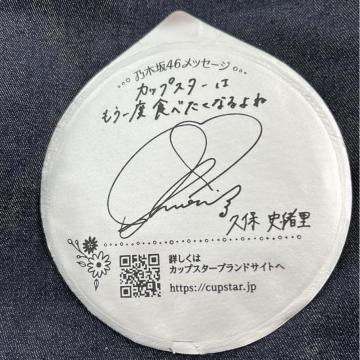 乃木坂46メッセージ
カップスターは
もう一度食べたくなるよね
久保 史緒里
詳しくは
カップスターブランドサイトへ
https://cupstar.jp